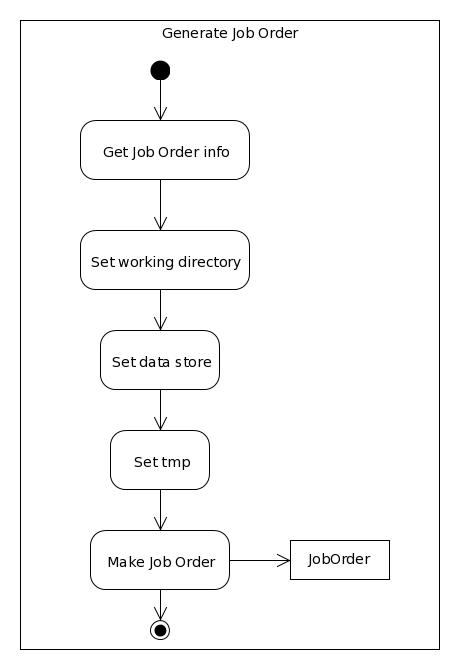 Generate Job Order
Get Job Order info
Set working directory
Set data store
Set tmp
Make Job Order
JobOrder